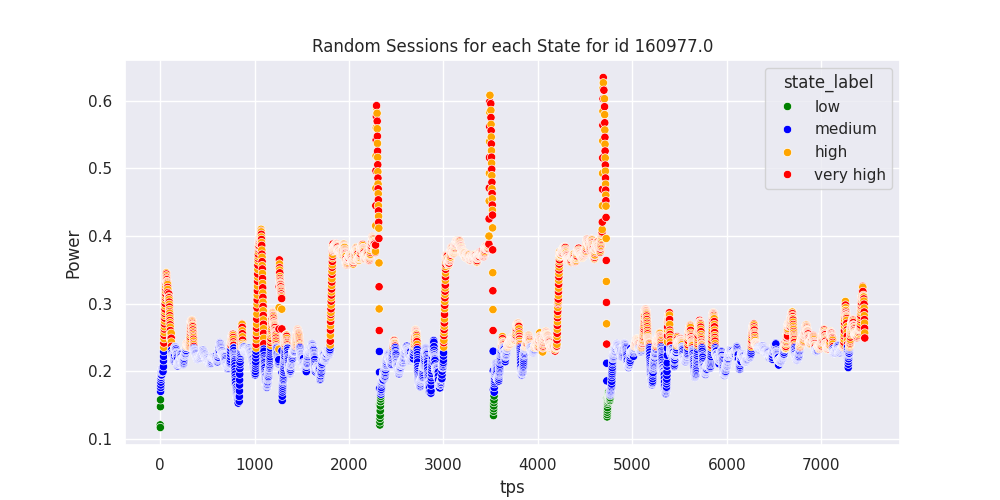 Random Sessions for each State for id 160977.0
state_label
low
medium
high
very high
Power
0.6
0.5
0.4
0.3
0.2
0.1
0 1000 2000 3000 4000 5000 6000 7000
tps